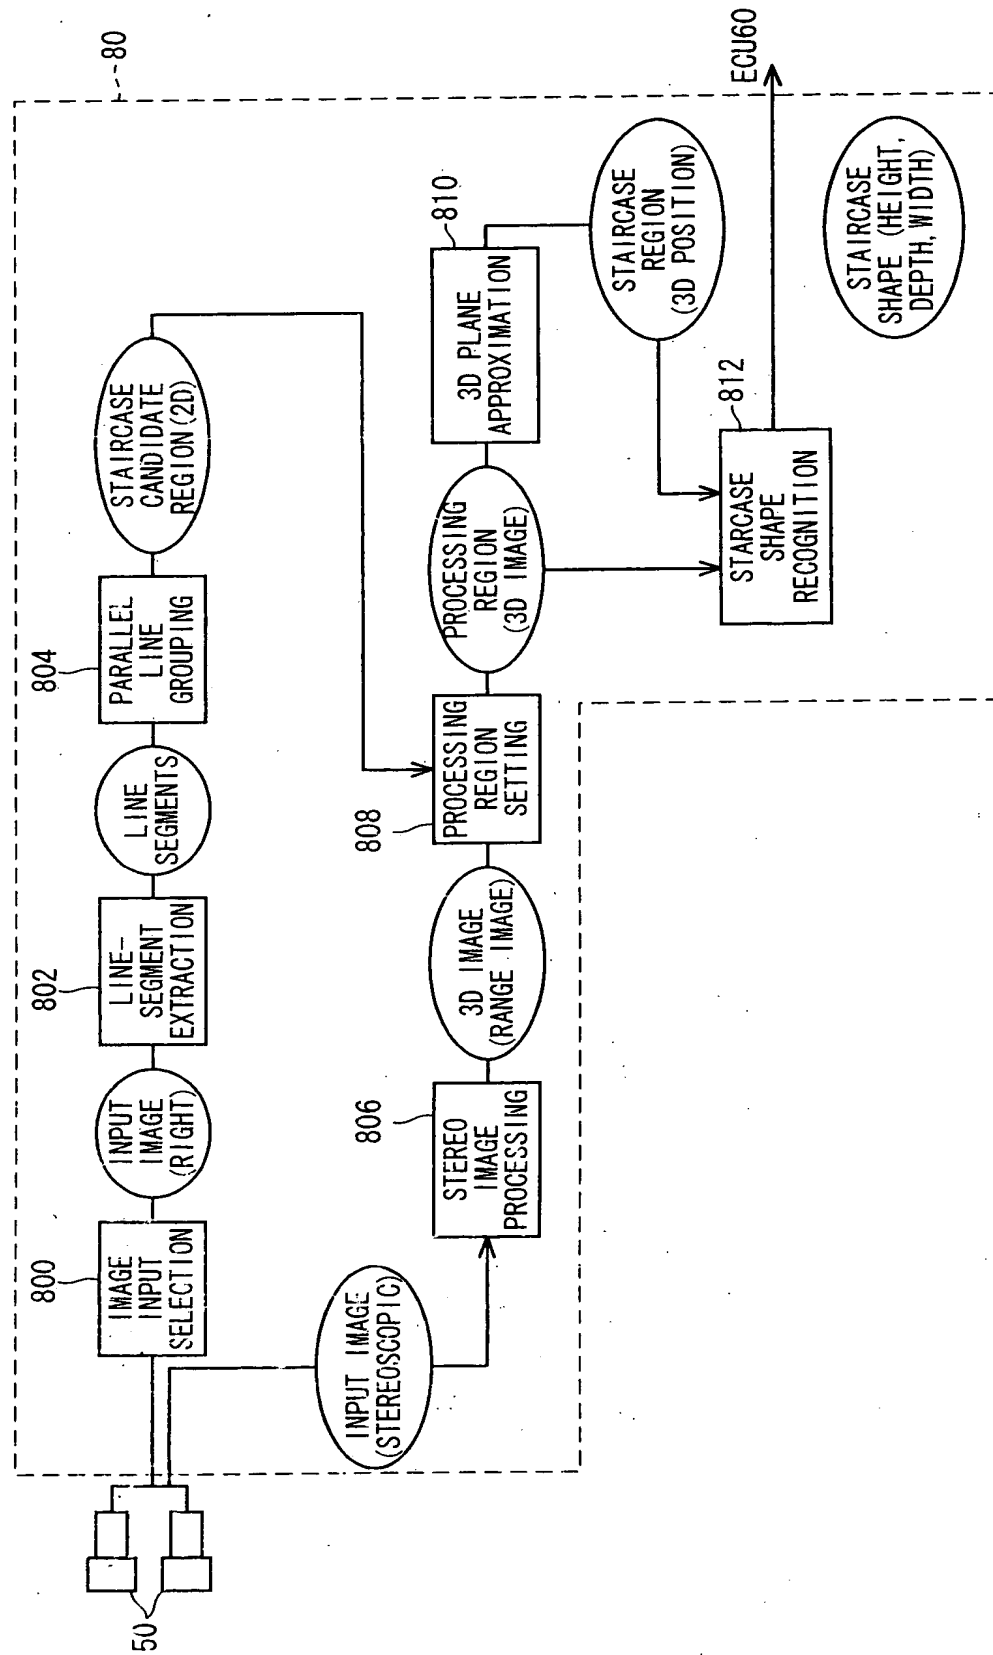 80
800
IMAGE
INPUT
SELECTION
INPUT
IMAGE
(RIGHT)
802
LINE-
SEGMENT
EXTRACTION
LINE
SEGMENTS
804
PARALLEL
LINE
GROUPING
STAIRCASE
CANDIDATE
REGION(2D)
50
INPUT IMAGE
(STEREOSCOPIC)
806
STEREO
IMAGE
PROCESSING
3D IMAGE
(RANGE IMAGE)
808
PROCESSING
REGION
SETTING
PROCESSING
REGION
(3D IMAGE)
810
3D PLANE
APPROXIMATION
STAIRCASE
REGION
(3D POSITION)
812
STARCASE
SHAPE
RECOGNITION
ECU60
STAIRCASE
SHAPE (HEIGHT,
DEPTH, WIDTH)